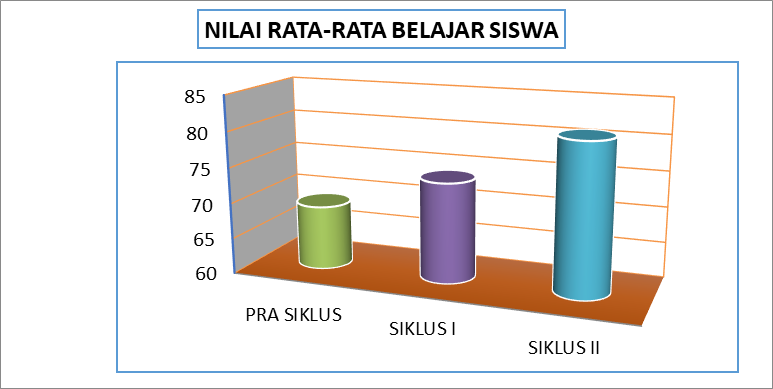 NILAI RATA-RATA BELAJAR SISWA
85
80
75
70
65
60
PRA SIKLUS
SIKLUS I
SIKLUS II